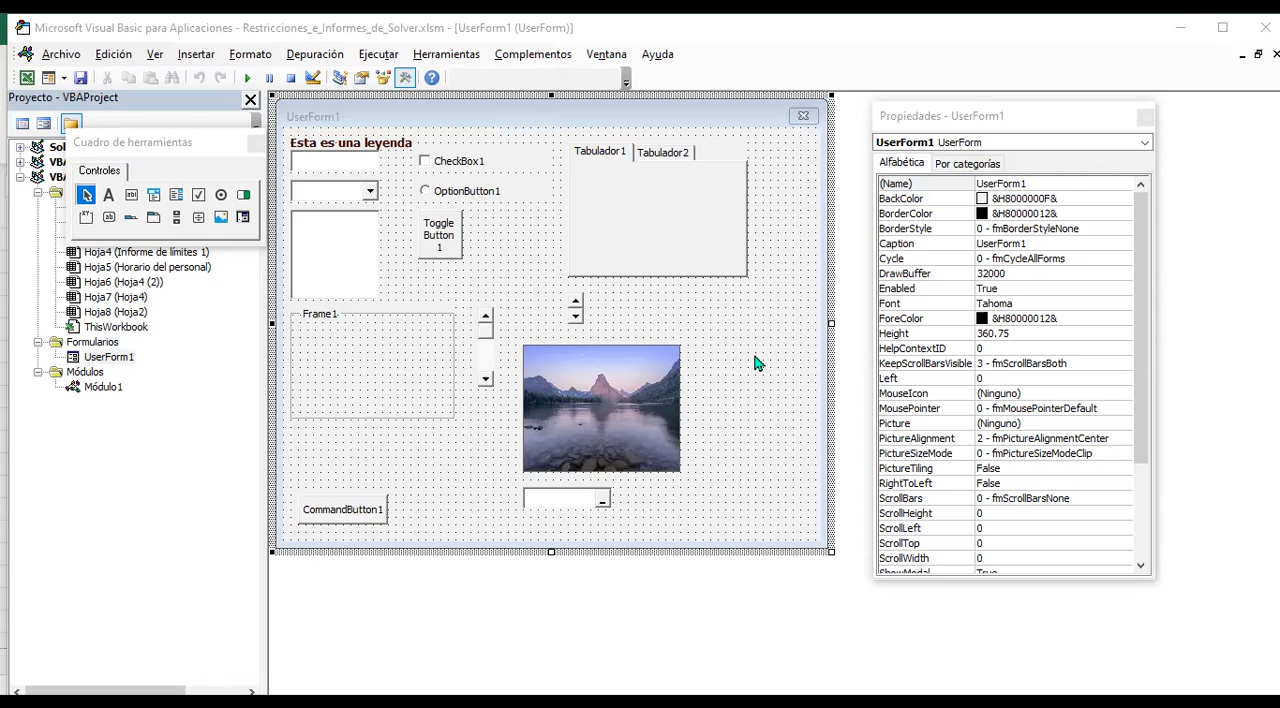 Microsoft Visual Basic para Aplicaciones - Restricciones_e_Informes_de_Solver.xlsm - [UserForm1 (UserForm)]
Archivo Edición Ver Insertar Formato Depuración Ejecutar Herramientas Complementos Ventana Ayuda
Proyecto - VBAProject
Sol
VB
VB
Cuadro de herramientas
Controles
Hoja4 (Informe de límites 1)
Hoja5 (Horario del personal)
Hoja6 (Hoja4 (2))
Hoja7 (Hoja4)
Hoja8 (Hoja2)
ThisWorkbook
Formularios
UserForm1
Módulos
Módulo1
UserForm1
Esta es una leyenda
CheckBox1
OptionButton1
Toggle
Button
1
Tabulador1 Tabulador2
Frame1
CommandButton1
Propiedades - UserForm1
UserForm1 UserForm
Alfabética Por categorías
(Name) UserForm1
BackColor &H8000000F&
BorderColor &H80000012&
BorderStyle 0 - fmBorderStyleNone
Caption UserForm1
Cycle 0 - fmCycleAllForms
DrawBuffer 32000
Enabled True
Font Tahoma
ForeColor &H80000012&
Height 360.75
HelpContextID 0
KeepScrollBarsVisible 3 - fmScrollBarsBoth
Left 0
MouseIcon (Ninguno)
MousePointer 0 - fmMousePointerDefault
Picture (Ninguno)
PictureAlignment 2 - fmPictureAlignmentCenter
PictureSizeMode 0 - fmPictureSizeModeClip
PictureTiling False
RightToLeft False
ScrollBars 0 - fmScrollBarsNone
ScrollHeight 0
ScrollLeft 0
ScrollTop 0
ScrollWidth 0
ShowModal True